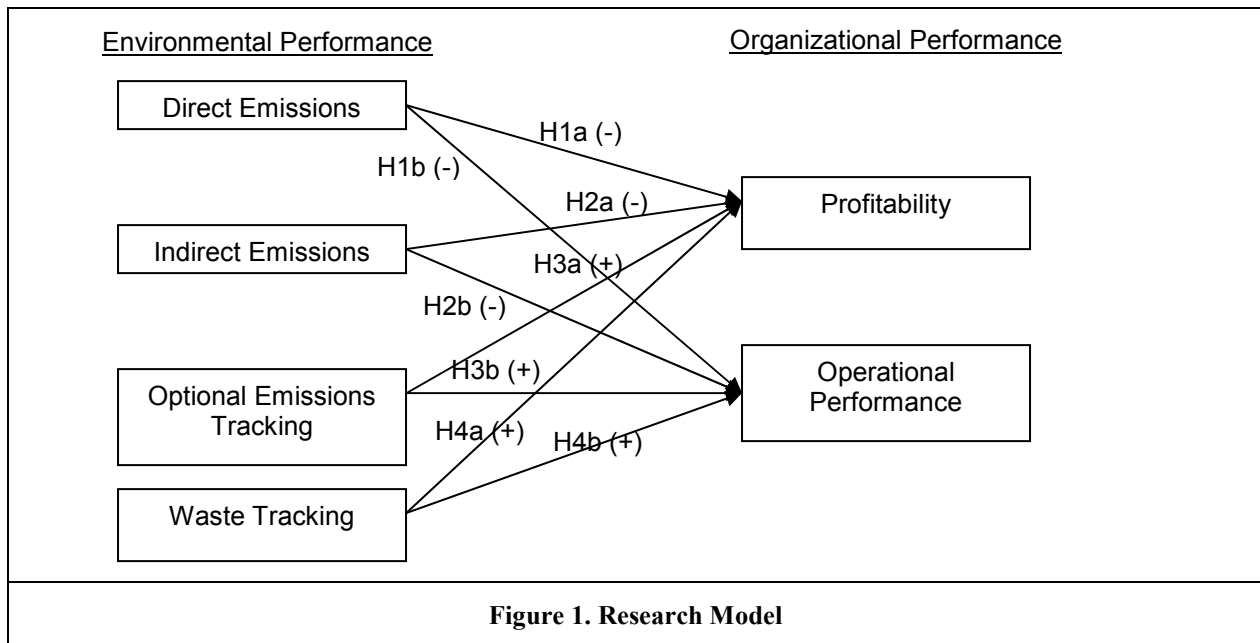 Environmental Performance
Organizational Performance
Direct Emissions
H1a (-)
H1b (-)
Profitability
H2a (-)
Indirect Emissions
H3a (+)
H2b (-)
Operational
Performance
H3b (+)
Optional Emissions
Tracking
H4a (+)
H4b (+)
Waste Tracking
Figure 1. Research Model